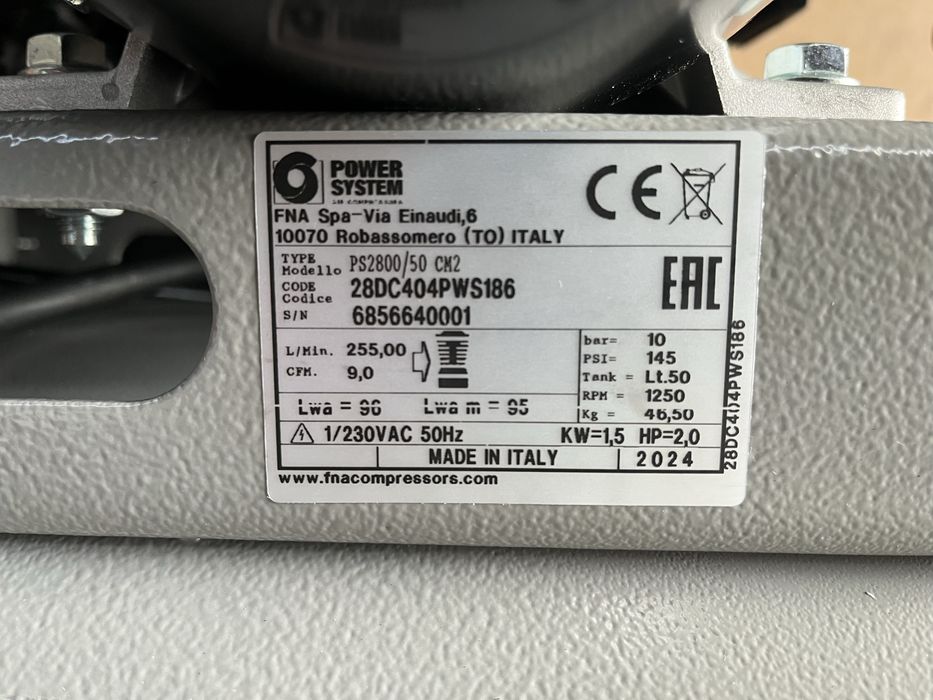 POWER
SYSTEM
AIR COMPRESSORS
CE
FNA Spa-Via Einaudi,6
10070 Robassomero (TO) ITALY
TYPE
Modello PS2800/50 CM2
CODE
Codice 28DC404PWS186
S/N 6856640001
EAC
L/Min. 255,00
CFM. 9,0
bar= 10
PSI= 145
Tank = Lt.50
RPM = 1250
Kg = 46,50
Lwa = 96 Lwa m = 95
1/230VAC 50Hz KW=1,5 HP=2,0
MADE IN ITALY 2024
www.fnacompressors.com
28DC404PWS186